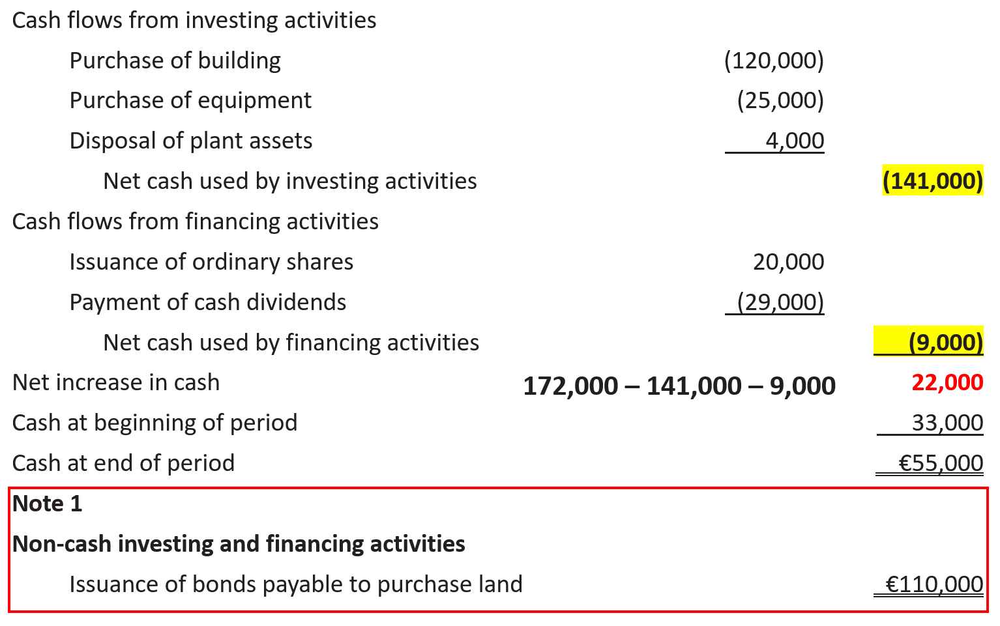 Cash flows from investing activities
Purchase of building (120,000)
Purchase of equipment (25,000)
Disposal of plant assets 4,000
Net cash used by investing activities (141,000)
Cash flows from financing activities
Issuance of ordinary shares 20,000
Payment of cash dividends (29,000)
Net cash used by financing activities (9,000)
Net increase in cash 172,000 – 141,000 – 9,000 22,000
Cash at beginning of period 33,000
Cash at end of period €55,000
Note 1
Non-cash investing and financing activities
Issuance of bonds payable to purchase land €110,000